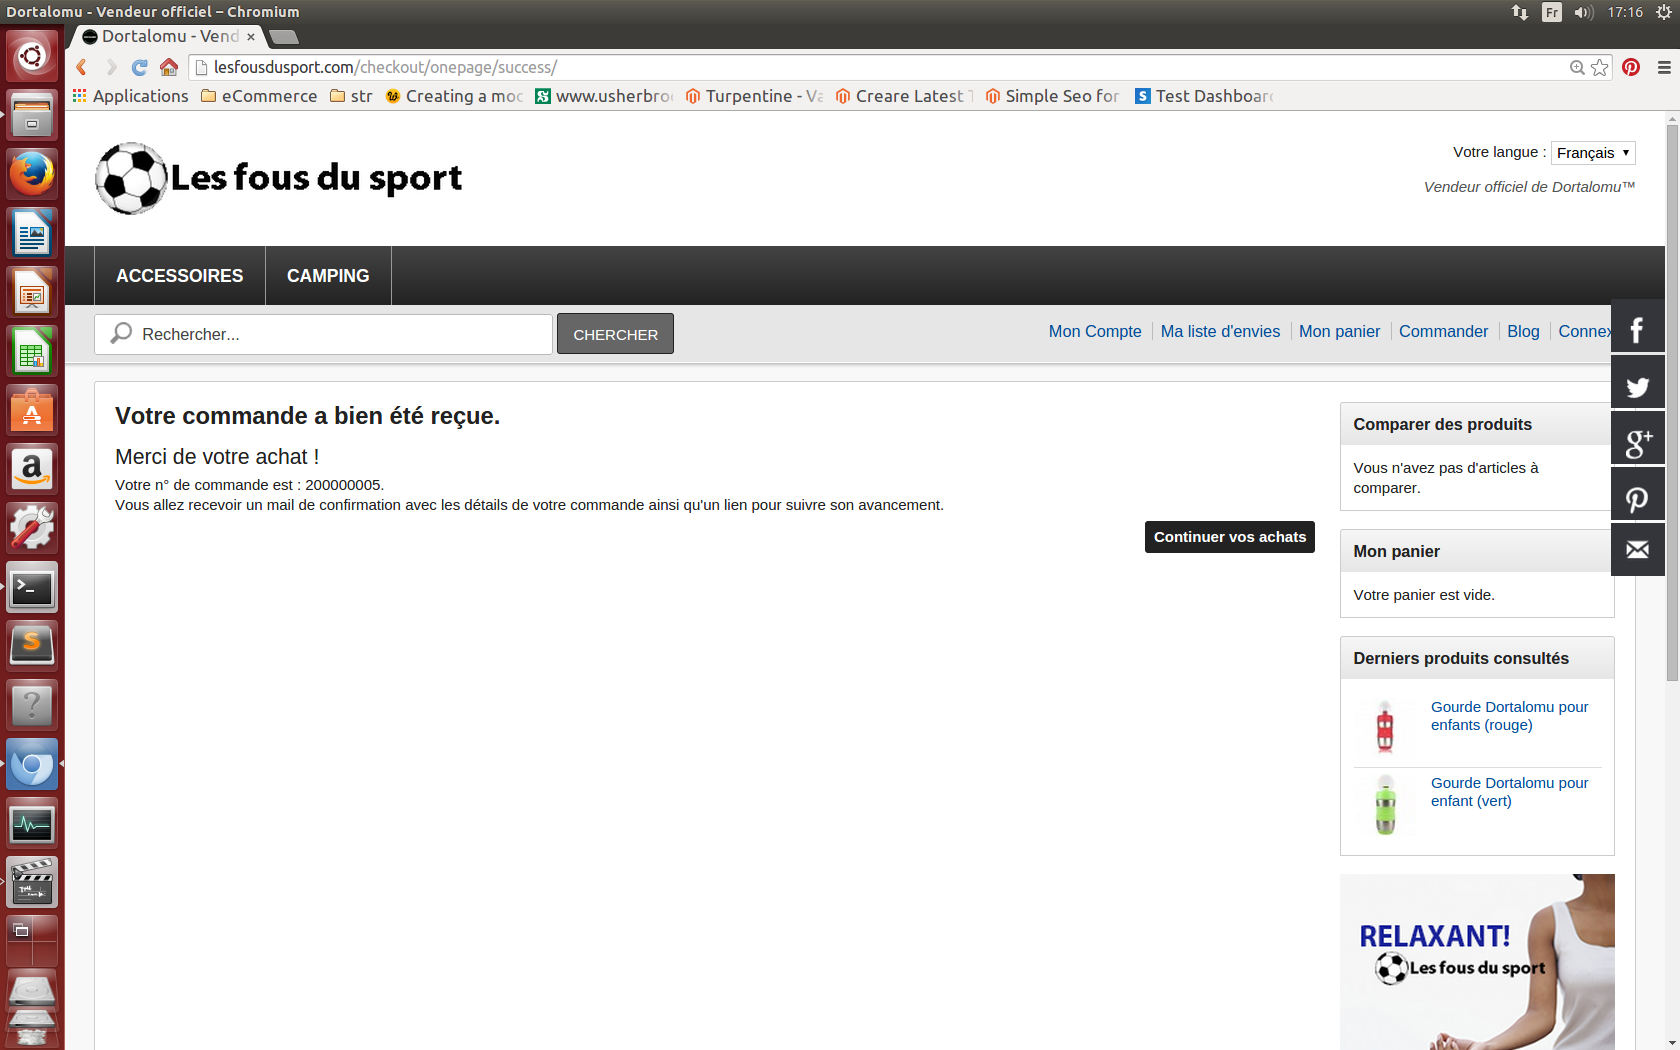 Dortalomu - Vendeur officiel – Chromium
Fr
17:16
Dortalomu - Vend
lesfousdusport.com/checkout/onepage/success/
Applications
eCommerce
str
Creating a moc
www.usherbro
Turpentine - Va
Creare Latest T
Simple Seo for
Test Dashboard
Les fous du sport
Votre langue : Français
Vendeur officiel de Dortalomu™
ACCESSOIRES
CAMPING
Rechercher...
CHERCHER
Mon Compte
Ma liste d'envies
Mon panier
Commander
Blog
Connex
Votre commande a bien été reçue.
Merci de votre achat !
Votre n° de commande est : 200000005.
Vous allez recevoir un mail de confirmation avec les détails de votre commande ainsi qu'un lien pour suivre son avancement.
Continuer vos achats
Comparer des produits
Vous n'avez pas d'articles à
comparer.
Mon panier
Votre panier est vide.
Derniers produits consultés
Gourde Dortalomu pour
enfants (rouge)
Gourde Dortalomu pour
enfant (vert)
RELAXANT!
Les fous du sport